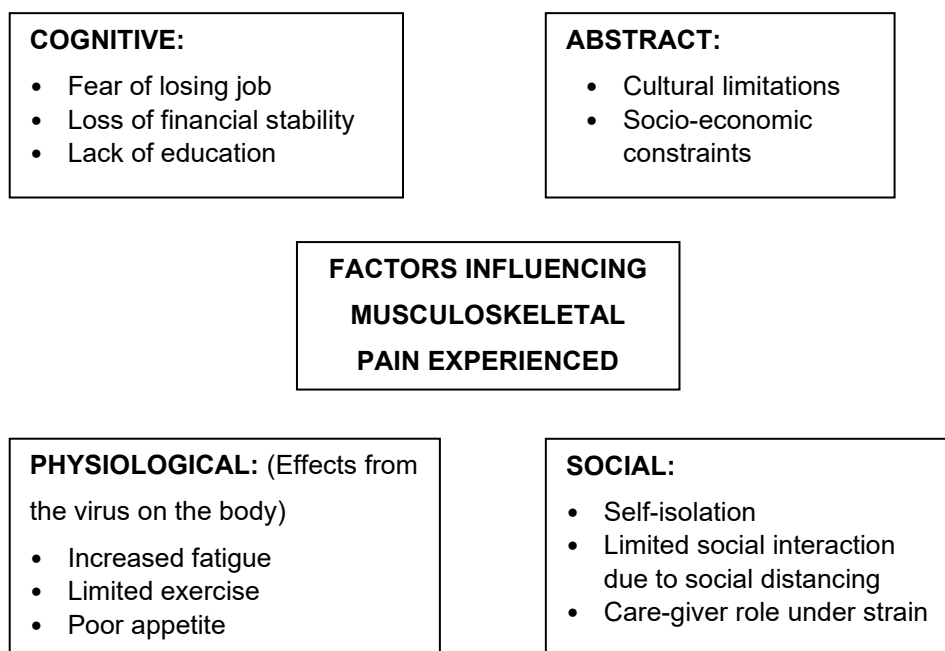 COGNITIVE:
• Fear of losing job
• Loss of financial stability
• Lack of education
ABSTRACT:
• Cultural limitations
• Socio-economic
constraints
FACTORS INFLUENCING
MUSCULOSKELETAL
PAIN EXPERIENCED
PHYSIOLOGICAL: (Effects from
the virus on the body)
• Increased fatigue
• Limited exercise
• Poor appetite
SOCIAL:
• Self-isolation
• Limited social interaction
due to social distancing
• Care-giver role under strain